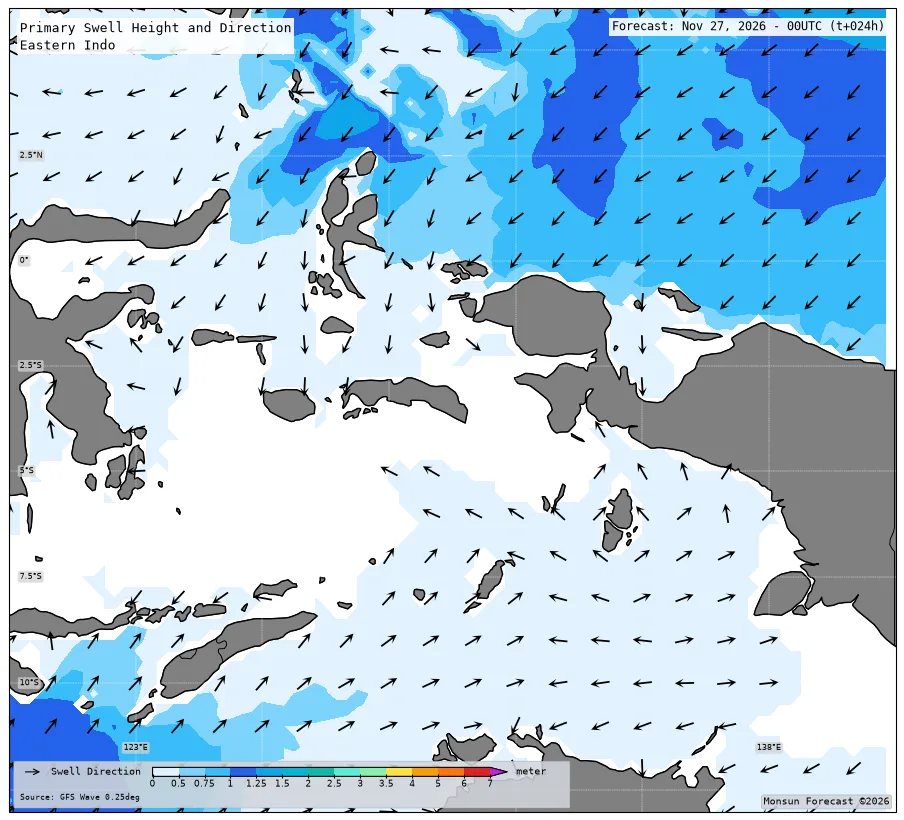 Primary Swell Height and Direction
Eastern Indo
Forecast: Nov 27, 2026 - 00UTC (t+024h)
2.5°N
0°
2.5°S
5°S
7.5°S
10°S
123°E
138°E
Swell Direction
meter
0 0.5 0.75 1 1.25 1.5 2 2.5 3 3.5 4 5 6 7
Source: GFS Wave 0.25deg
Monsun Forecast ©2026